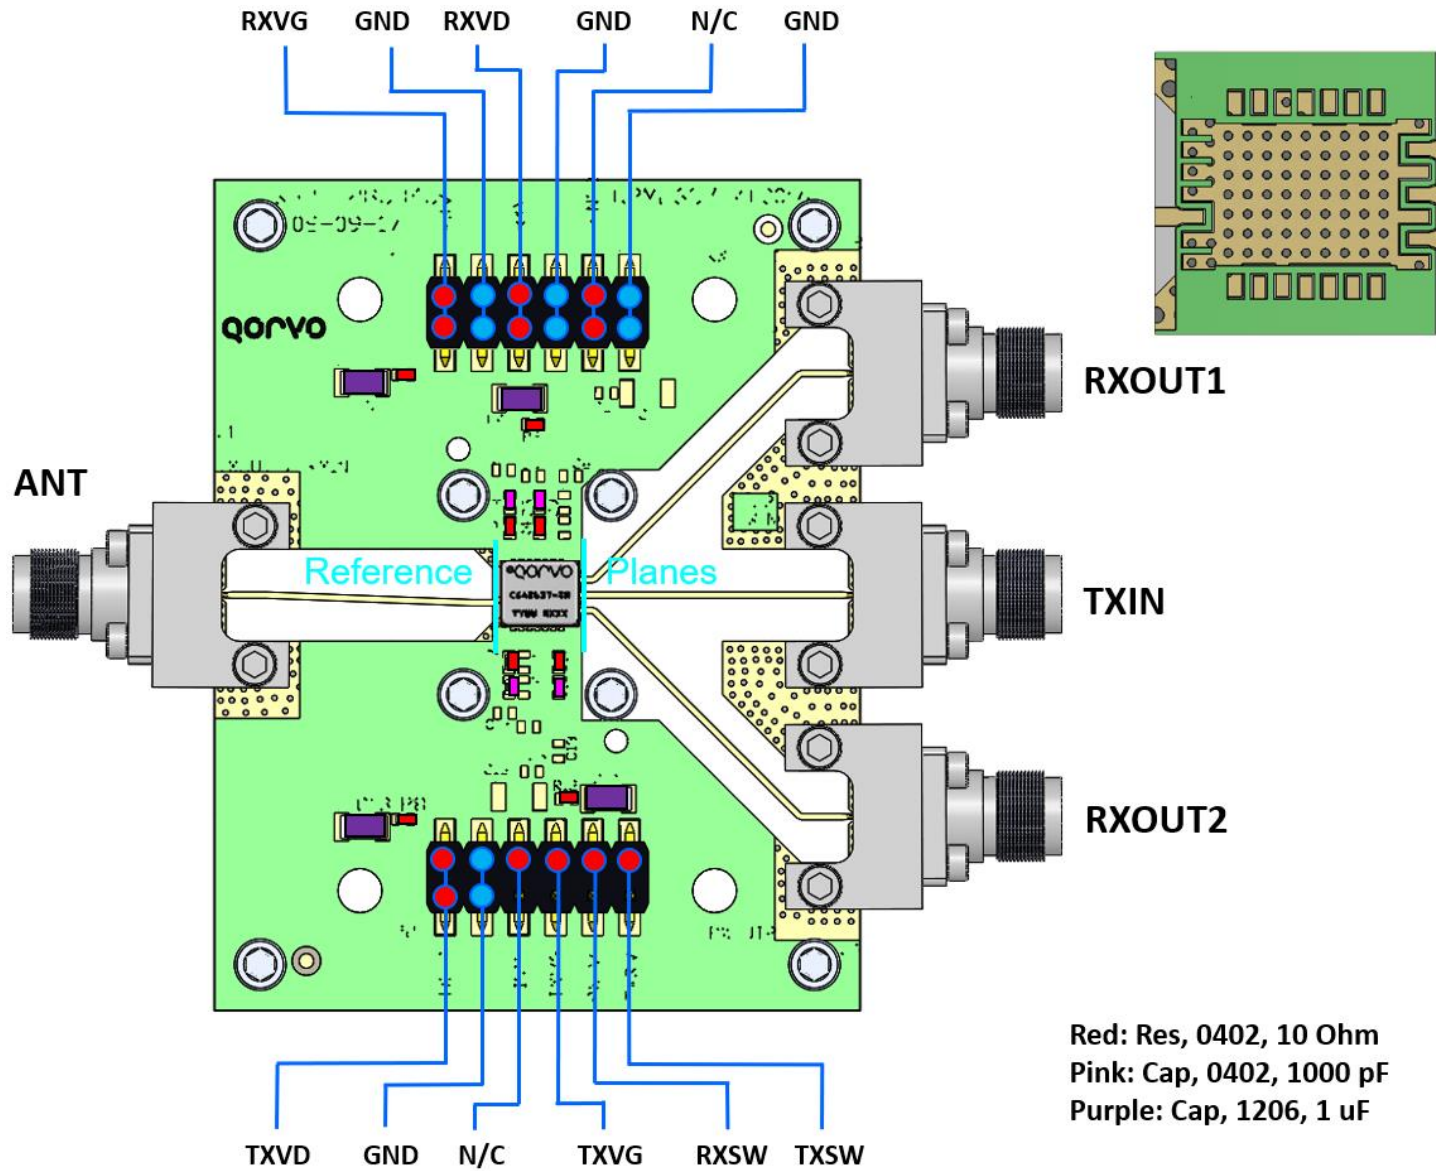 RXVG GND RXVD GND N/C GND
05-09-17
QORVO
RXOUT1
ANT
Reference Planes
QORVO
TXIN
RXOUT2
Red: Res, 0402, 10 Ohm
Pink: Cap, 0402, 1000 pF
Purple: Cap, 1206, 1 uF
TXVD GND N/C TXVG RXSW TXSW